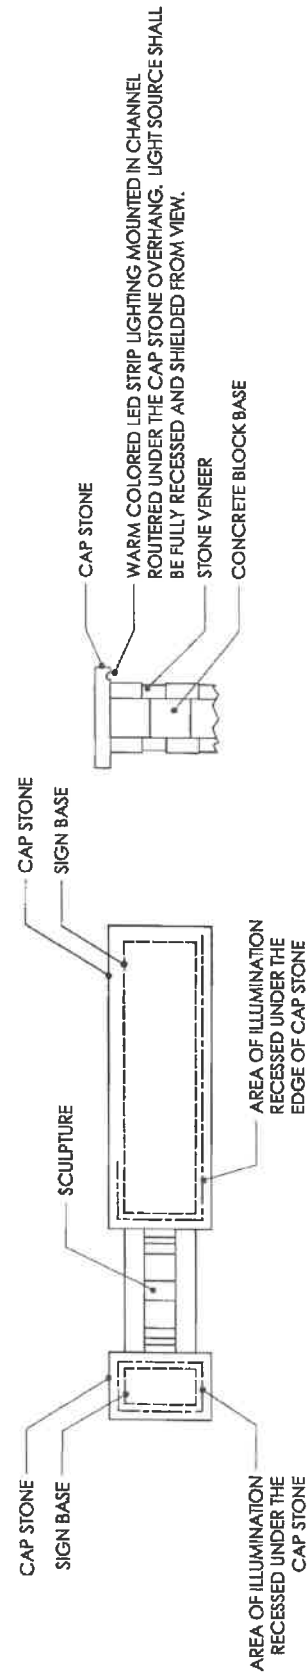 CAP STONE
SIGN BASE
AREA OF ILLUMINATION
RECESSED UNDER THE
CAP STONE
SCULPTURE
CAP STONE
SIGN BASE
AREA OF ILLUMINATION
RECESSED UNDER THE
EDGE OF CAP STONE
CAP STONE
WARM COLORED LED STRIP LIGHTING MOUNTED IN CHANNEL
ROUTERED UNDER THE CAP STONE OVERHANG. LIGHT SOURCE SHALL
BE FULLY RECESSED AND SHIELDED FROM VIEW.
STONE VENEER
CONCRETE BLOCK BASE